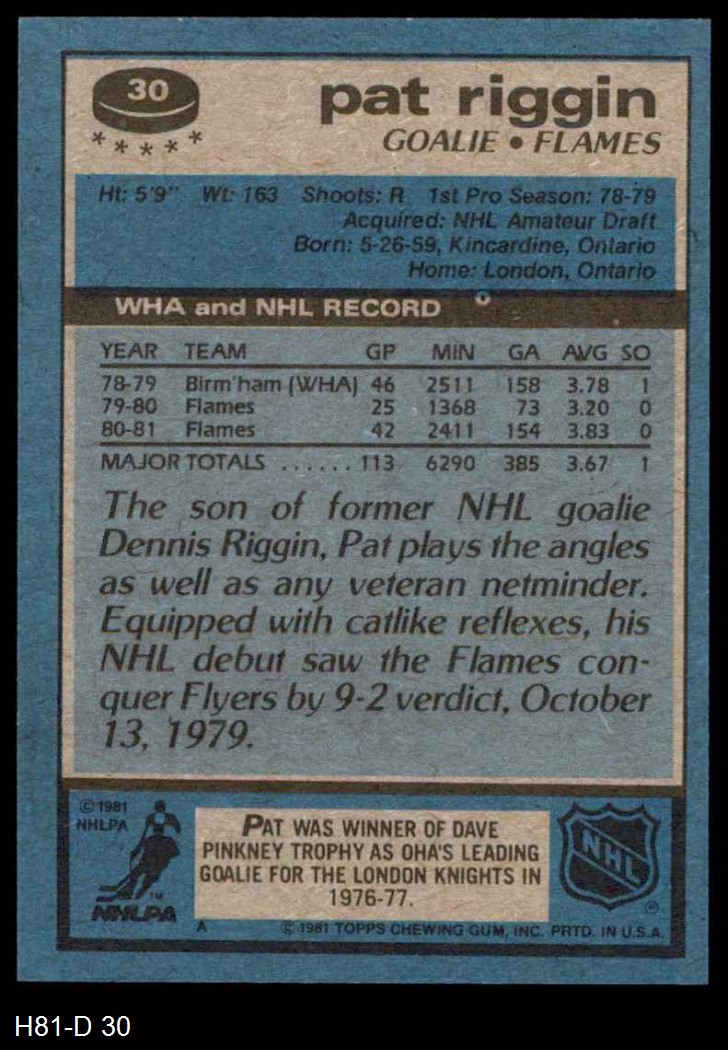 30
pat riggin
***** GOALIE • FLAMES
Ht: 5'9" Wt: 163 Shoots: R 1st Pro Season: 78-79
Acquired: NHL Amateur Draft
Born: 5-26-59, Kincardine, Ontario
Home: London, Ontario
WHA and NHL RECORD
YEAR TEAM GP MIN GA AVG SO
78-79 Birm'ham (WHA) 46 2511 158 3.78 1
79-80 Flames 25 1368 73 3.20 0
80-81 Flames 42 2411 154 3.83 0
MAJOR TOTALS ...... 113 6290 385 3.67 1
The son of former NHL goalie
Dennis Riggin, Pat plays the angles
as well as any veteran netminder.
Equipped with catlike reflexes, his
NHL debut saw the Flames con-
quer Flyers by 9-2 verdict, October
13, 1979.
© 1981
NHLPA
TM
NHLPA
PAT WAS WINNER OF DAVE
PINKNEY TROPHY AS OHA'S LEADING
GOALIE FOR THE LONDON KNIGHTS IN
1976-77.
NHL
®
A © 1981 TOPPS CHEWING GUM, INC. PRTD. IN U.S.A.
H81-D 30